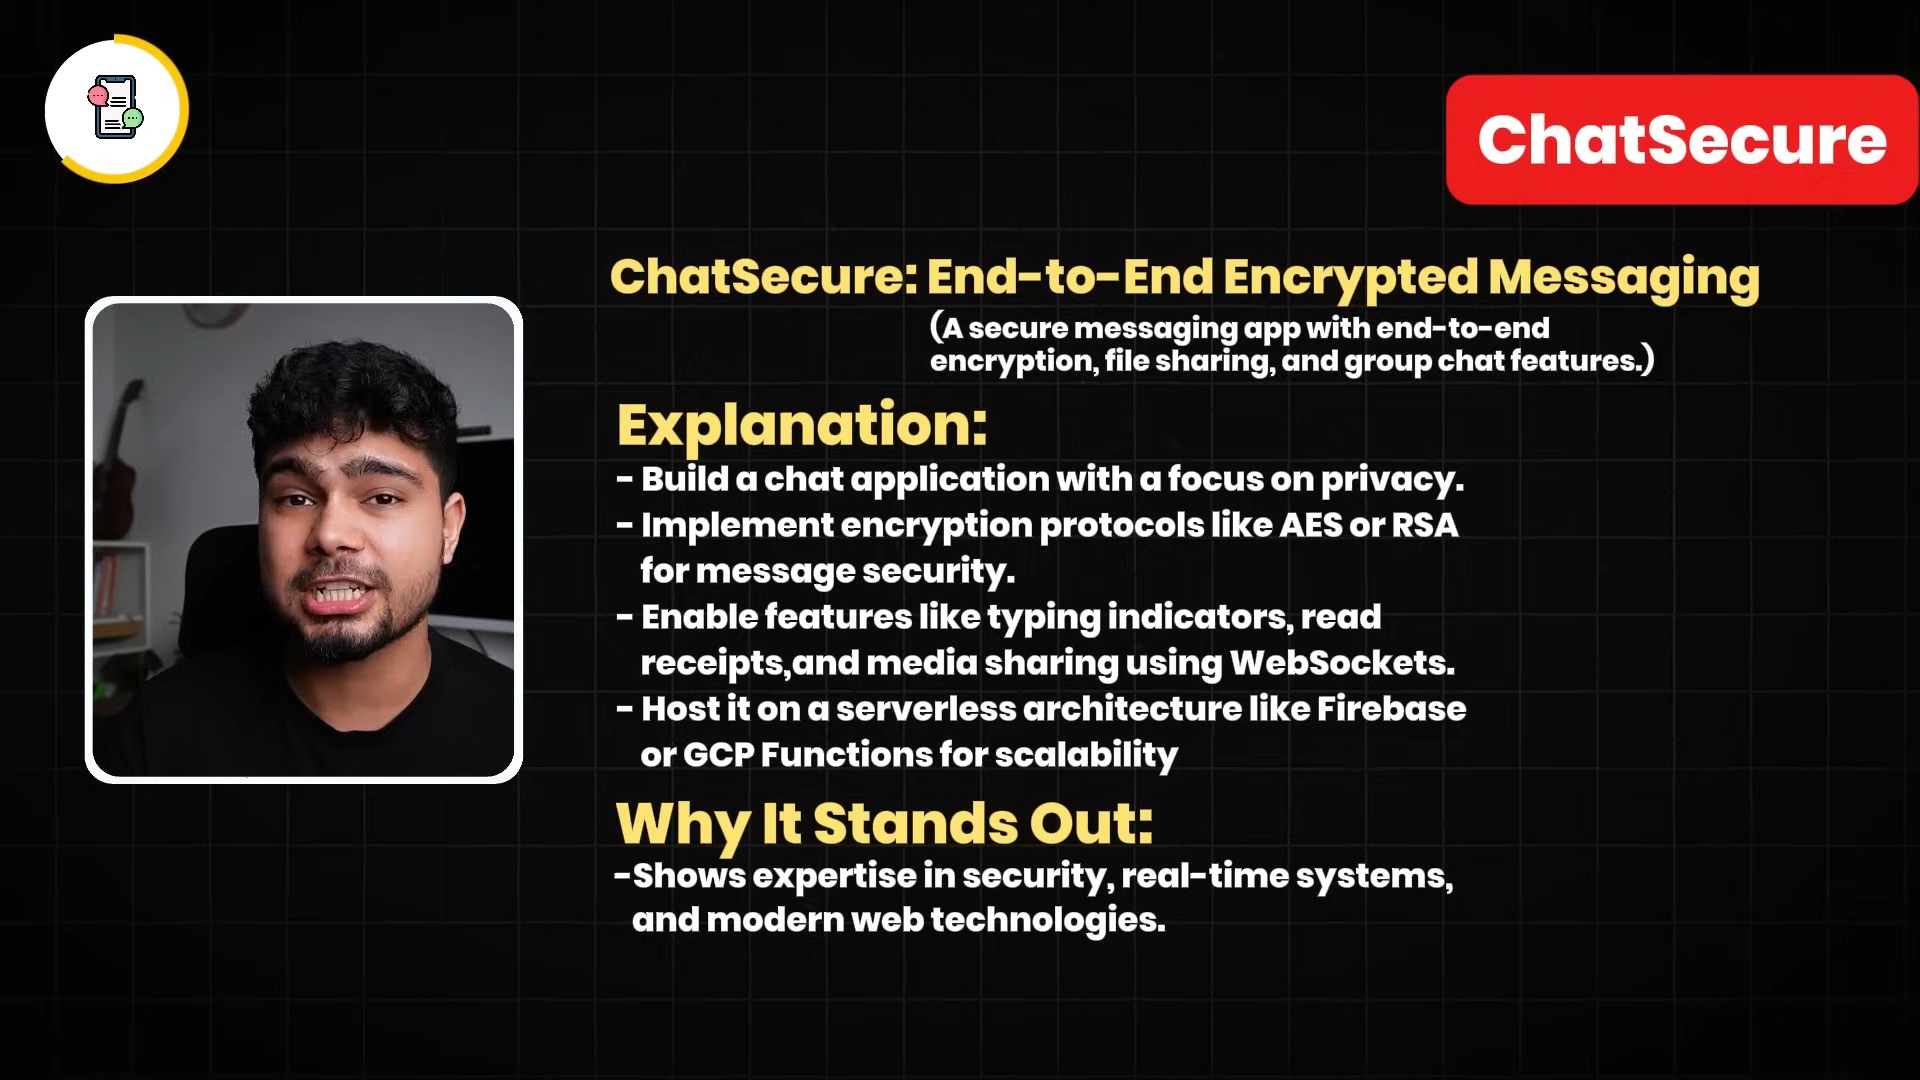 ChatSecure
ChatSecure: End-to-End Encrypted Messaging
(A secure messaging app with end-to-end
encryption, file sharing, and group chat features.)
Explanation:
- Build a chat application with a focus on privacy.
- Implement encryption protocols like AES or RSA
for message security.
- Enable features like typing indicators, read
receipts,and media sharing using WebSockets.
- Host it on a serverless architecture like Firebase
or GCP Functions for scalability
Why It Stands Out:
-Shows expertise in security, real-time systems,
and modern web technologies.